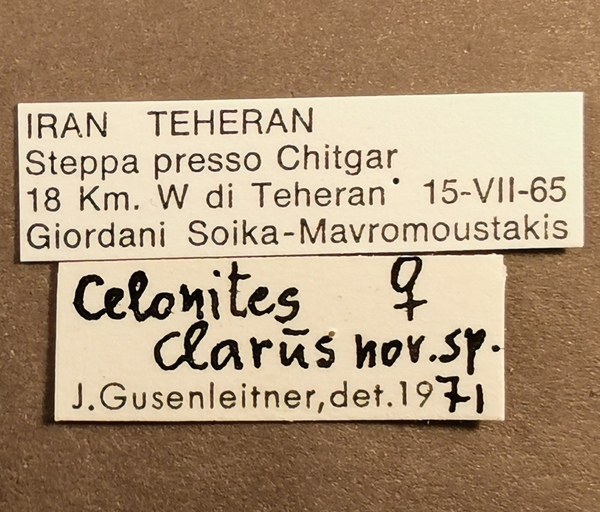 IRAN TEHERAN
Steppa presso Chitgar
18 Km. W di Teheran 15-VII-65
Giordani Soika-Mavromoustakis
Celonites ♀
clarūs nov.sp.
J.Gusenleitner,det.1971